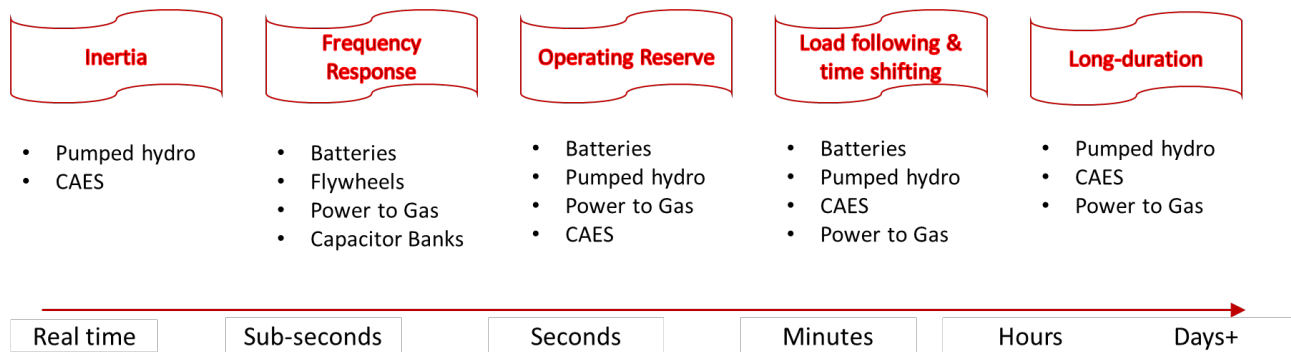 Inertia
Frequency
Response
Operating Reserve
Load following &
time shifting
Long-duration
• Pumped hydro
• CAES
• Batteries
• Flywheels
• Power to Gas
• Capacitor Banks
• Batteries
• Pumped hydro
• Power to Gas
• CAES
• Batteries
• Pumped hydro
• CAES
• Power to Gas
• Pumped hydro
• CAES
• Power to Gas
Real time
Sub-seconds
Seconds
Minutes
Hours
Days+